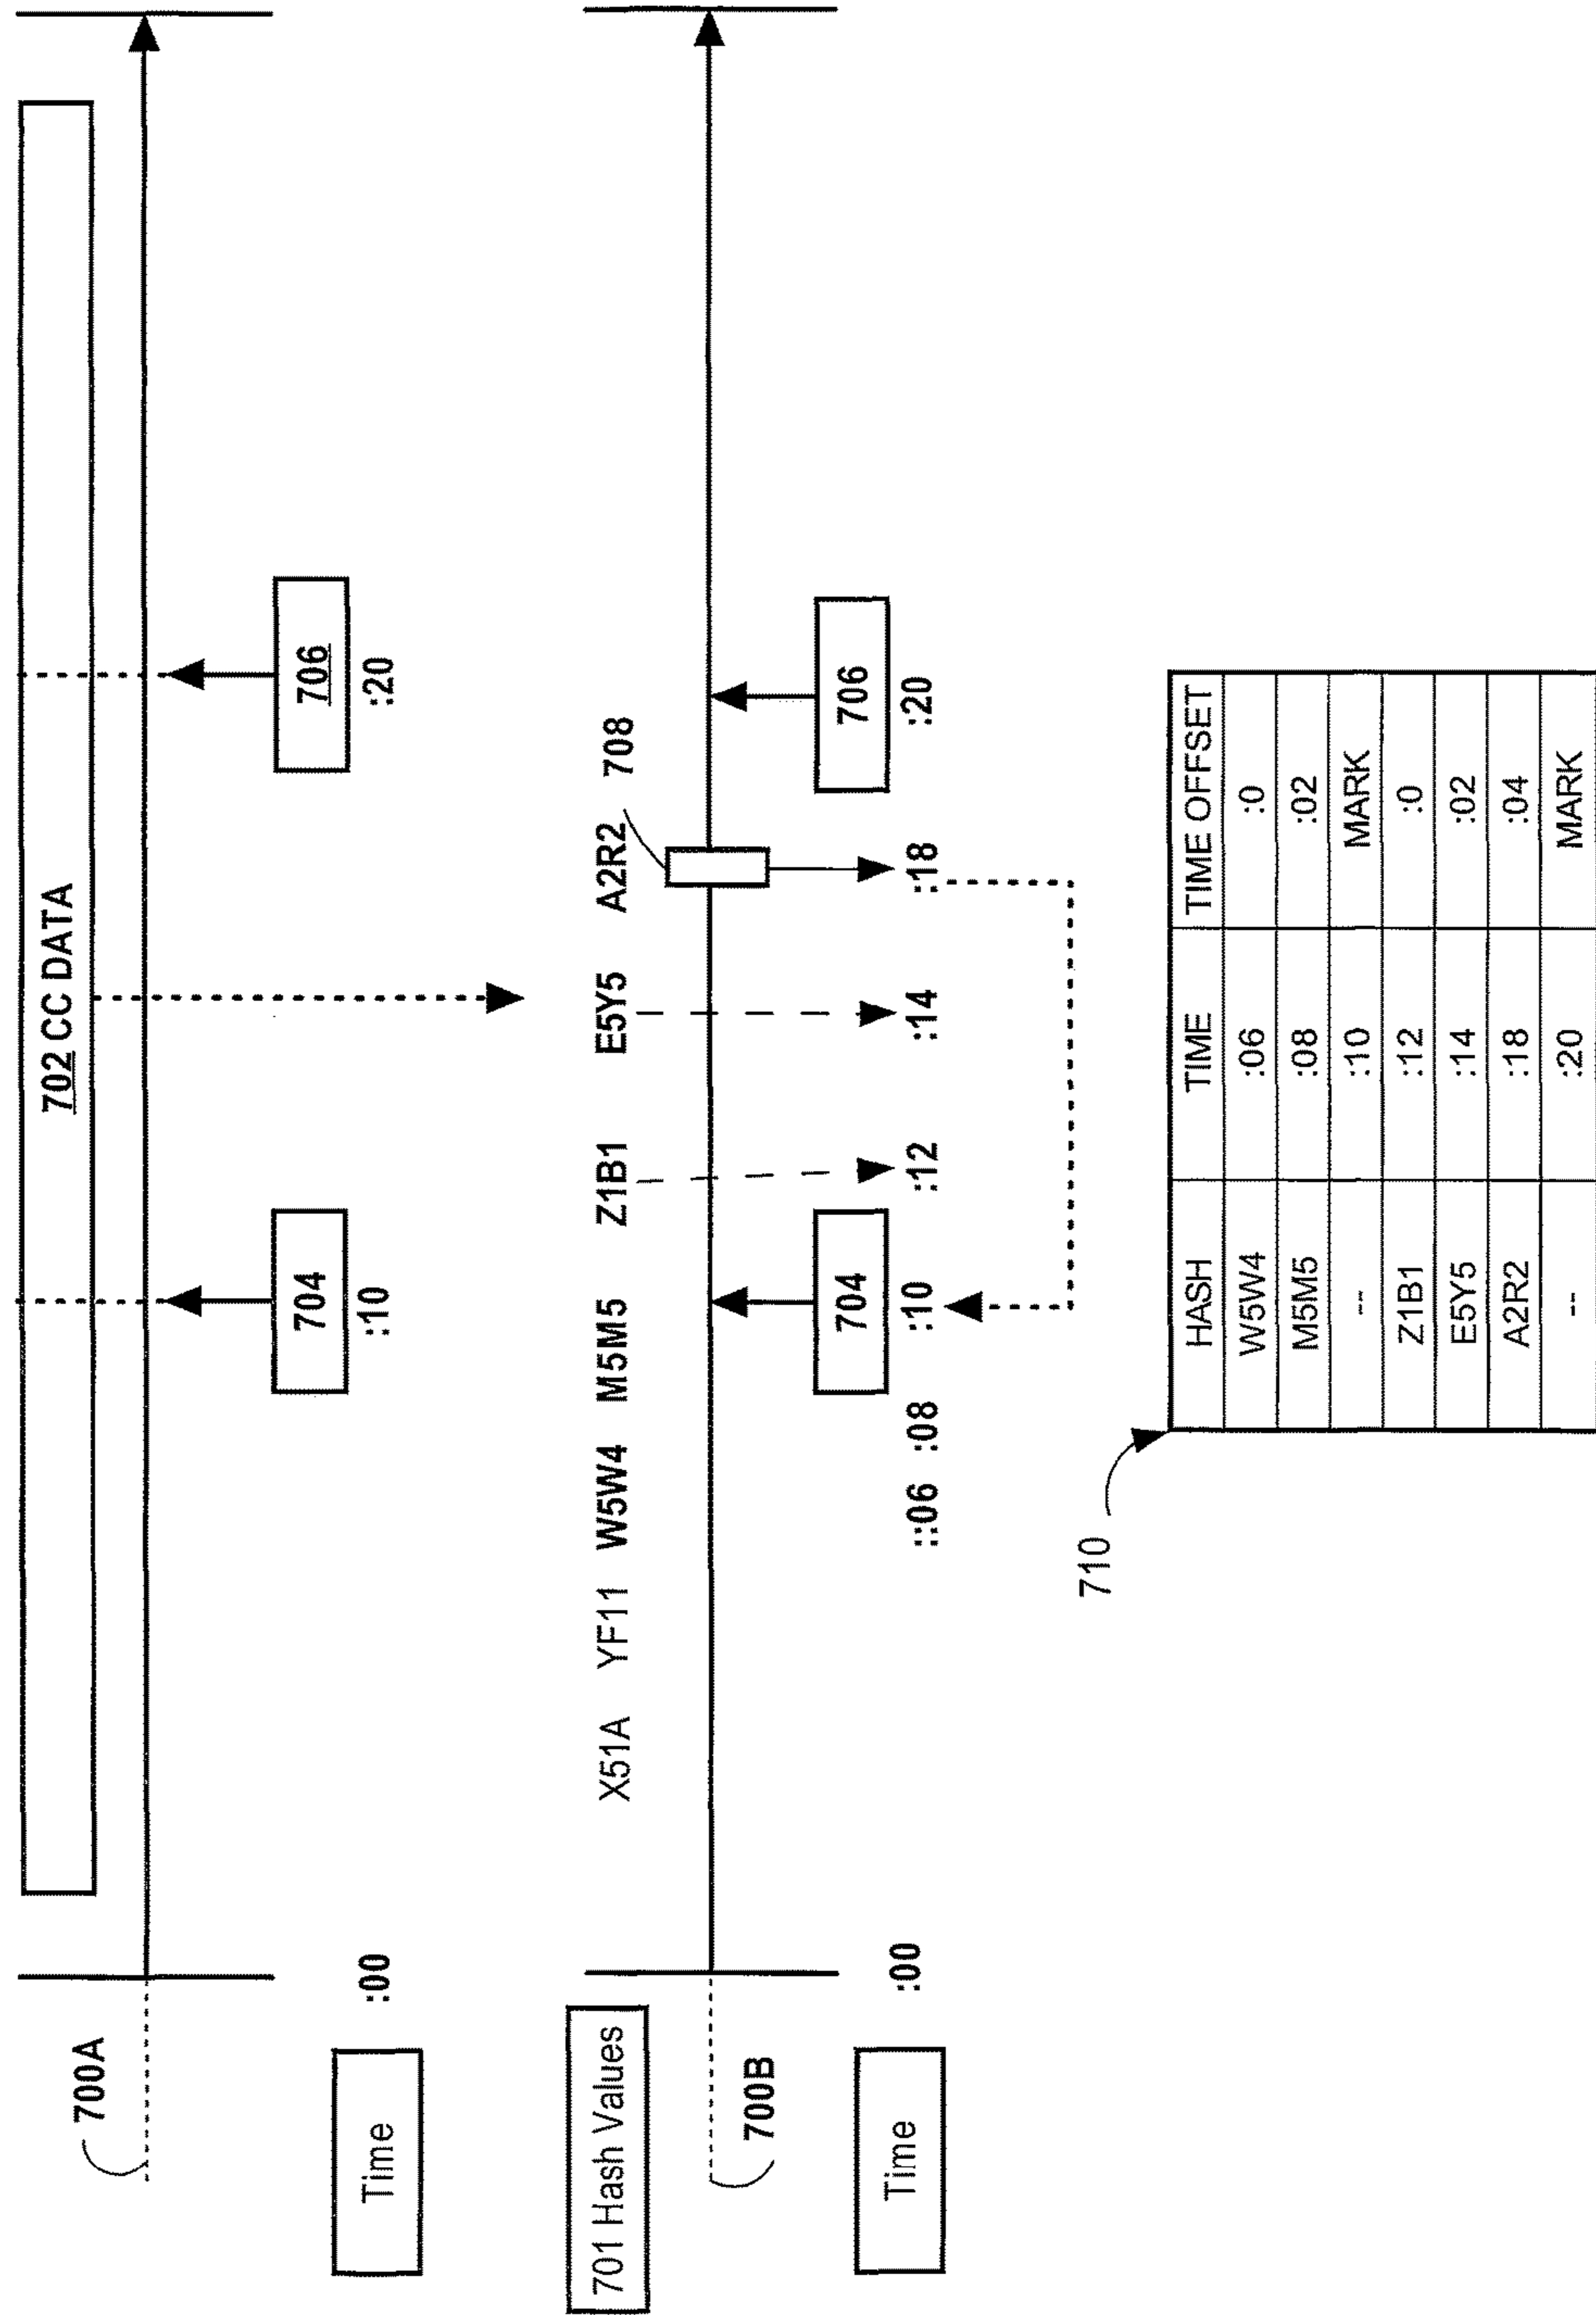 702 CC DATA
700A
704
706
Time
:00
:10
:20
701 Hash Values
X51A YF11 W5W4 M5M5 Z1B1 E5Y5 A2R2
708
700B
704
706
Time
:00
::06 :08 :10 :12 :14 :18 :20
710
HASH TIME TIME OFFSET
W5W4 :06 :0
M5M5 :08 :02
-- :10 MARK
Z1B1 :12 :0
E5Y5 :14 :02
A2R2 :18 :04
-- :20 MARK